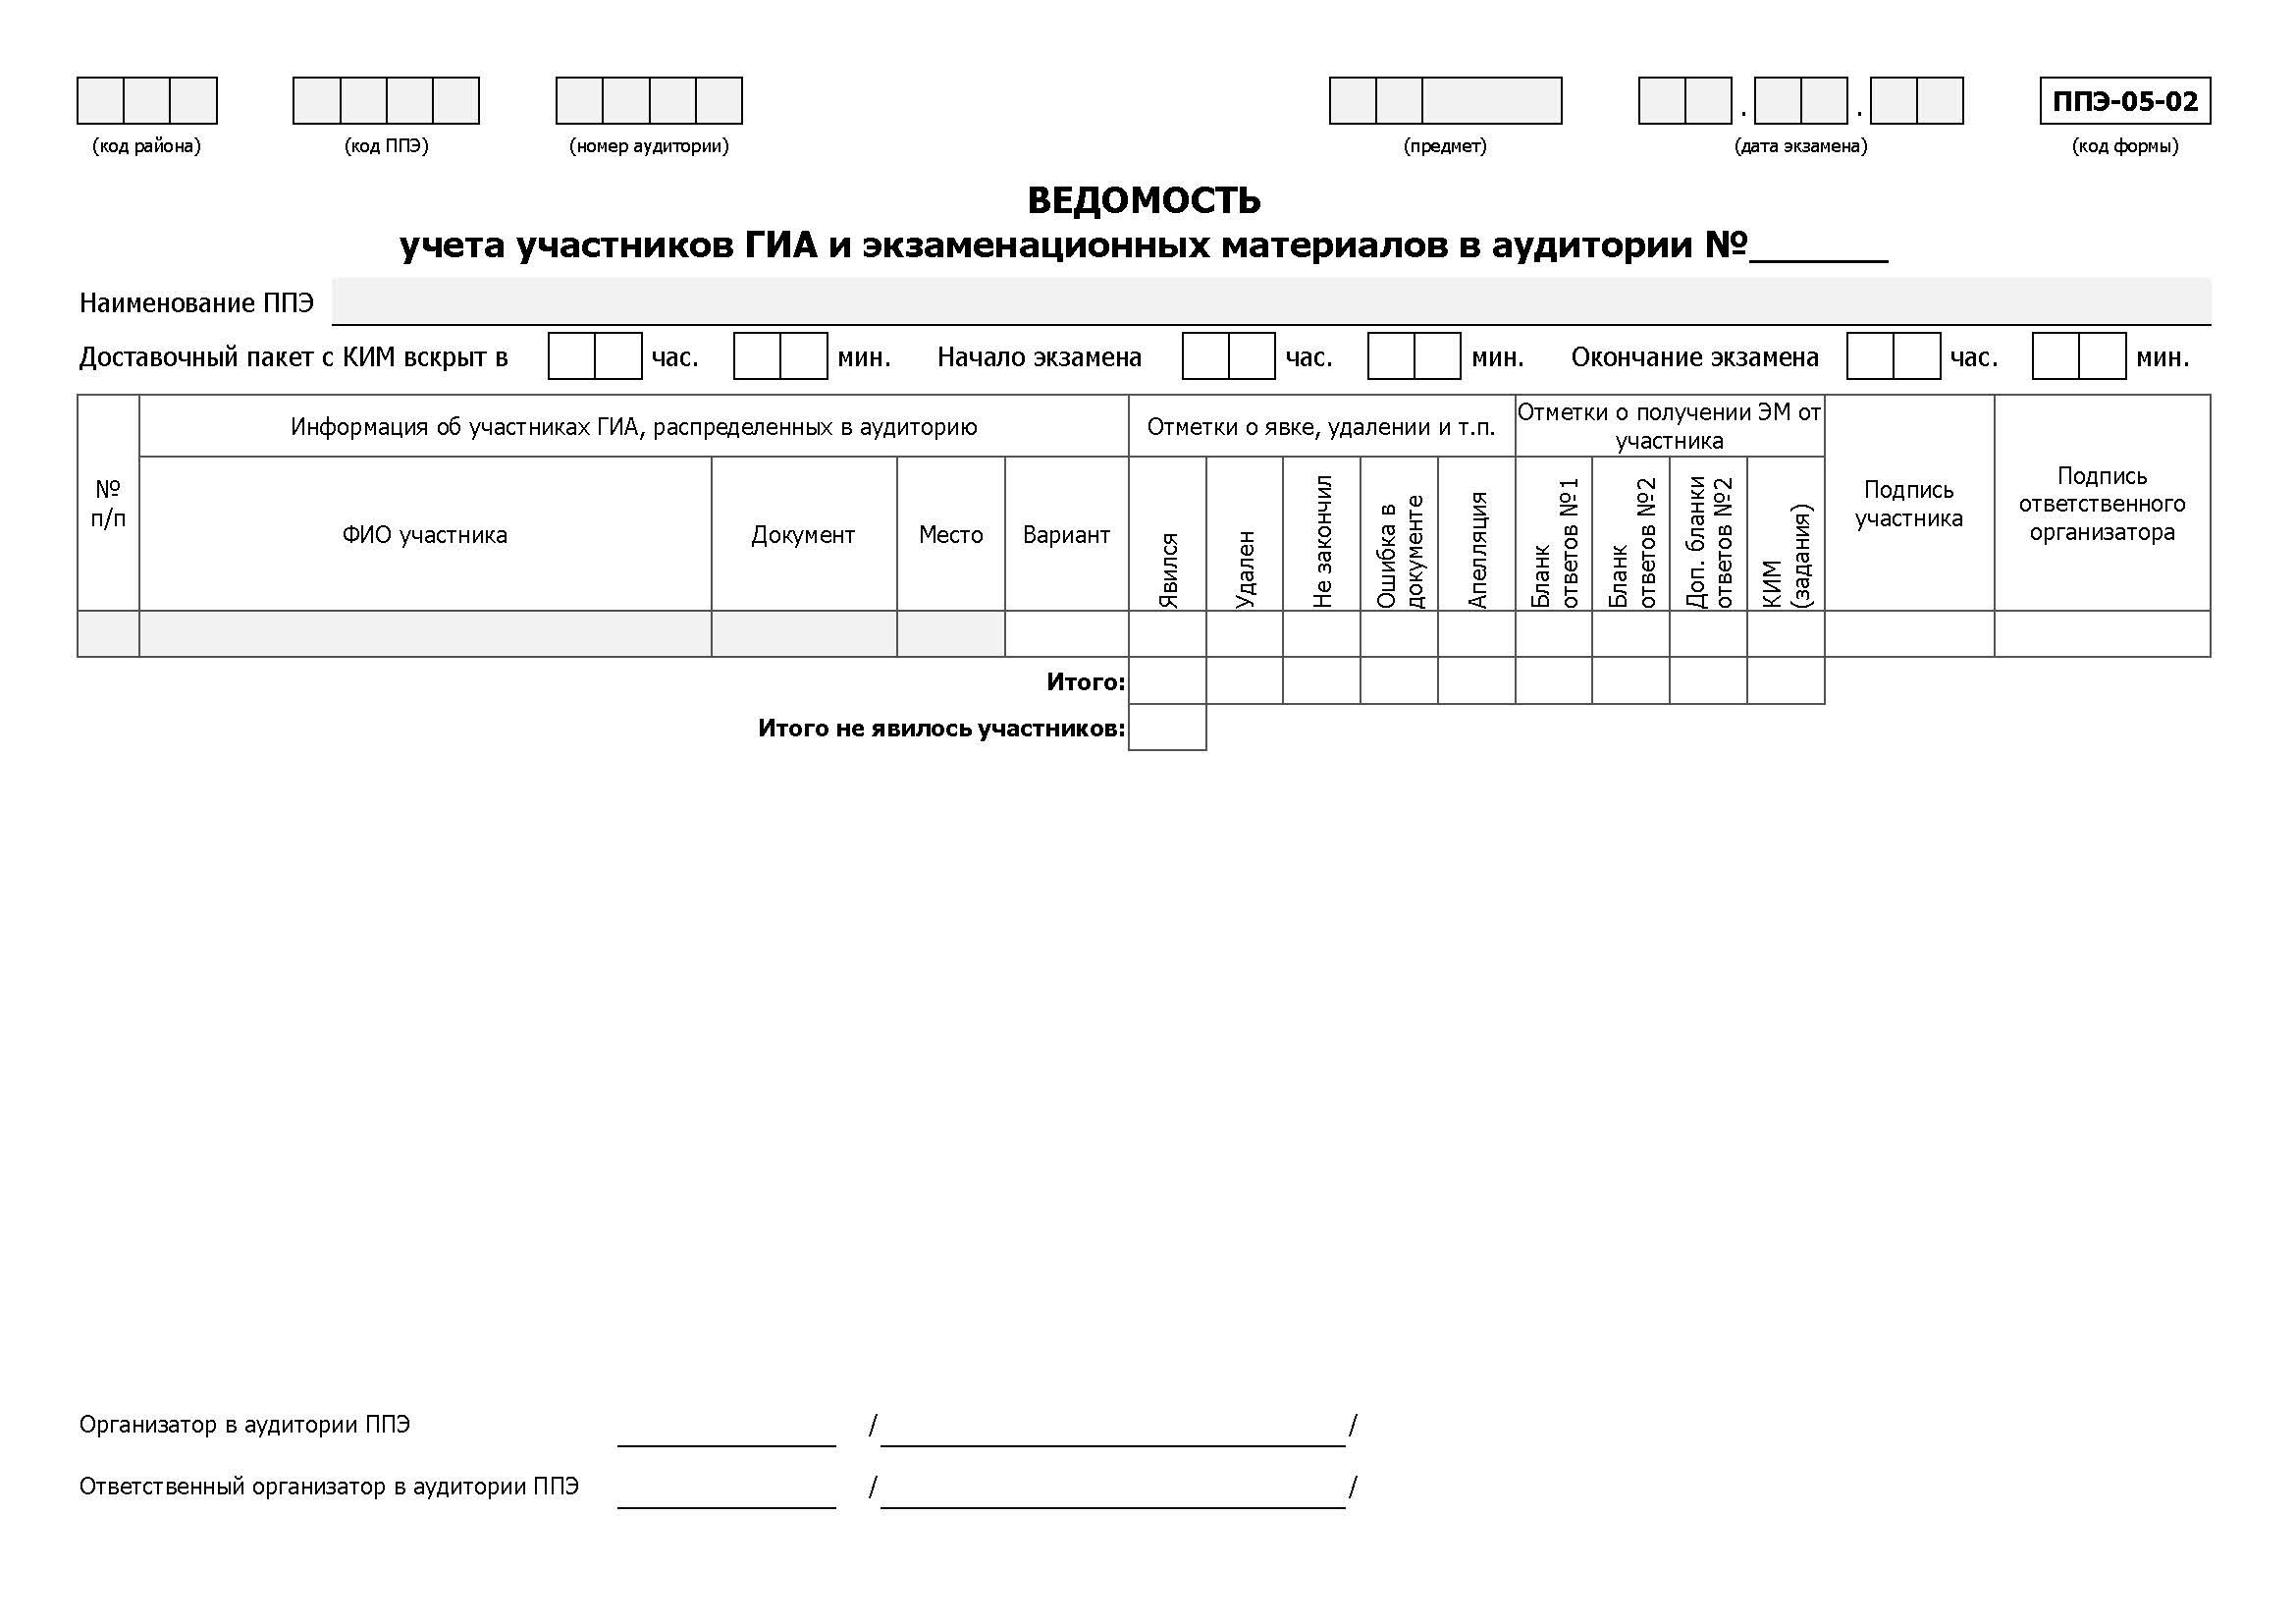 . . ППЭ-05-02
(код района) (код ППЭ) (номер аудитории) (предмет) (дата экзамена) (код формы)
ВЕДОМОСТЬ
учета участников ГИА и экзаменационных материалов в аудитории №_______
Наименование ППЭ
Доставочный пакет с КИМ вскрыт в час. мин. Начало экзамена час. мин. Окончание экзамена час. мин.
№
п/п
Информация об участниках ГИА, распределенных в аудиторию
Отметки о явке, удалении и т.п.
Отметки о получении ЭМ от
участника
ФИО участника
Документ
Место
Вариант
Явился
Удален
Не закончил
Ошибка в
документе
Апелляция
Бланк
ответов №1
Бланк
ответов №2
Доп. бланки
ответов №2
КИМ
(задания)
Подпись
участника
Подпись
ответственного
организатора
Итого:
Итого не явилось участников:
Организатор в аудитории ППЭ / /
Ответственный организатор в аудитории ППЭ / /